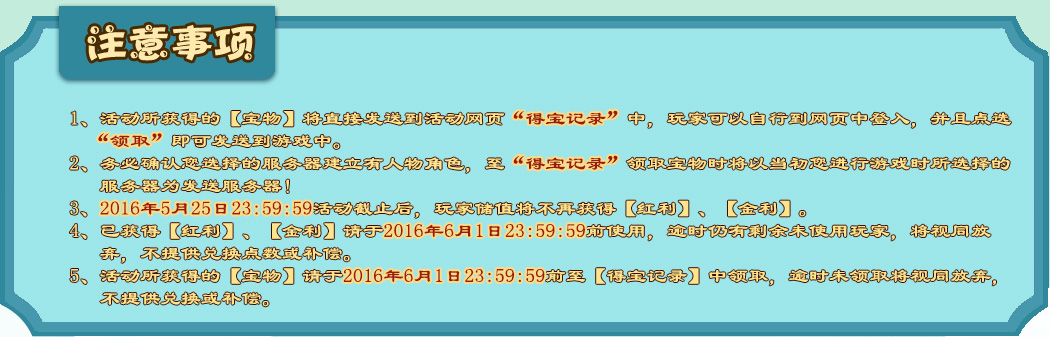 注意事项
1、活动所获得的【宝物】将直接发送到活动网页“得宝记录”中，玩家可以自行到网页中登入，并且点选
“领取”即可发送到游戏中。
2、务必确认您选择的服务器建立有人物角色，至“得宝记录”领取宝物时将以当初您进行游戏时所选择的
服务器为发送服务器！
3、2016年5月25日23:59:59活动截止后，玩家储值将不再获得【红利】、【金利】。
4、已获得【红利】、【金利】请于2016年6月1日23:59:59前使用，逾时仍有剩余未使用玩家，将视同放
弃，不提供兑换点数或补偿。
5、活动所获得的【宝物】请于2016年6月1日23:59:59前至【得宝记录】中领取，逾时未领取将视同放弃，
不提供兑换或补偿。